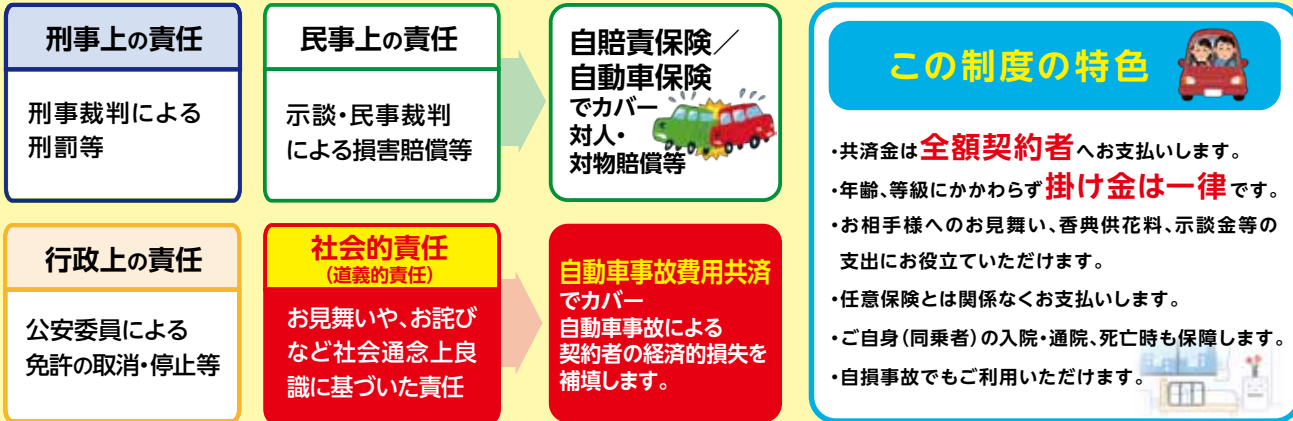 刑事上の責任
刑事裁判による
刑罰等
民事上の責任
示談・民事裁判
による損害賠償等
自賠責保険／
自動車保険
でカバー
対人・
対物賠償等
行政上の責任
公安委員による
免許の取消・停止等
社会的責任
（道義的責任）
お見舞いや、お詫び
など社会通念上良
識に基づいた責任
自動車事故費用共済
でカバー
自動車事故による
契約者の経済的損失を
補填します。
この制度の特色
・共済金は全額契約者へお支払いします。
・年齢、等級にかかわらず掛け金は一律です。
・お相手様へのお見舞い、香典供花料、示談金等の
支出にお役立ていただけます。
・任意保険とは関係なくお支払いします。
・ご自身（同乗者）の入院・通院、死亡時も保障します。
・自損事故でもご利用いただけます。